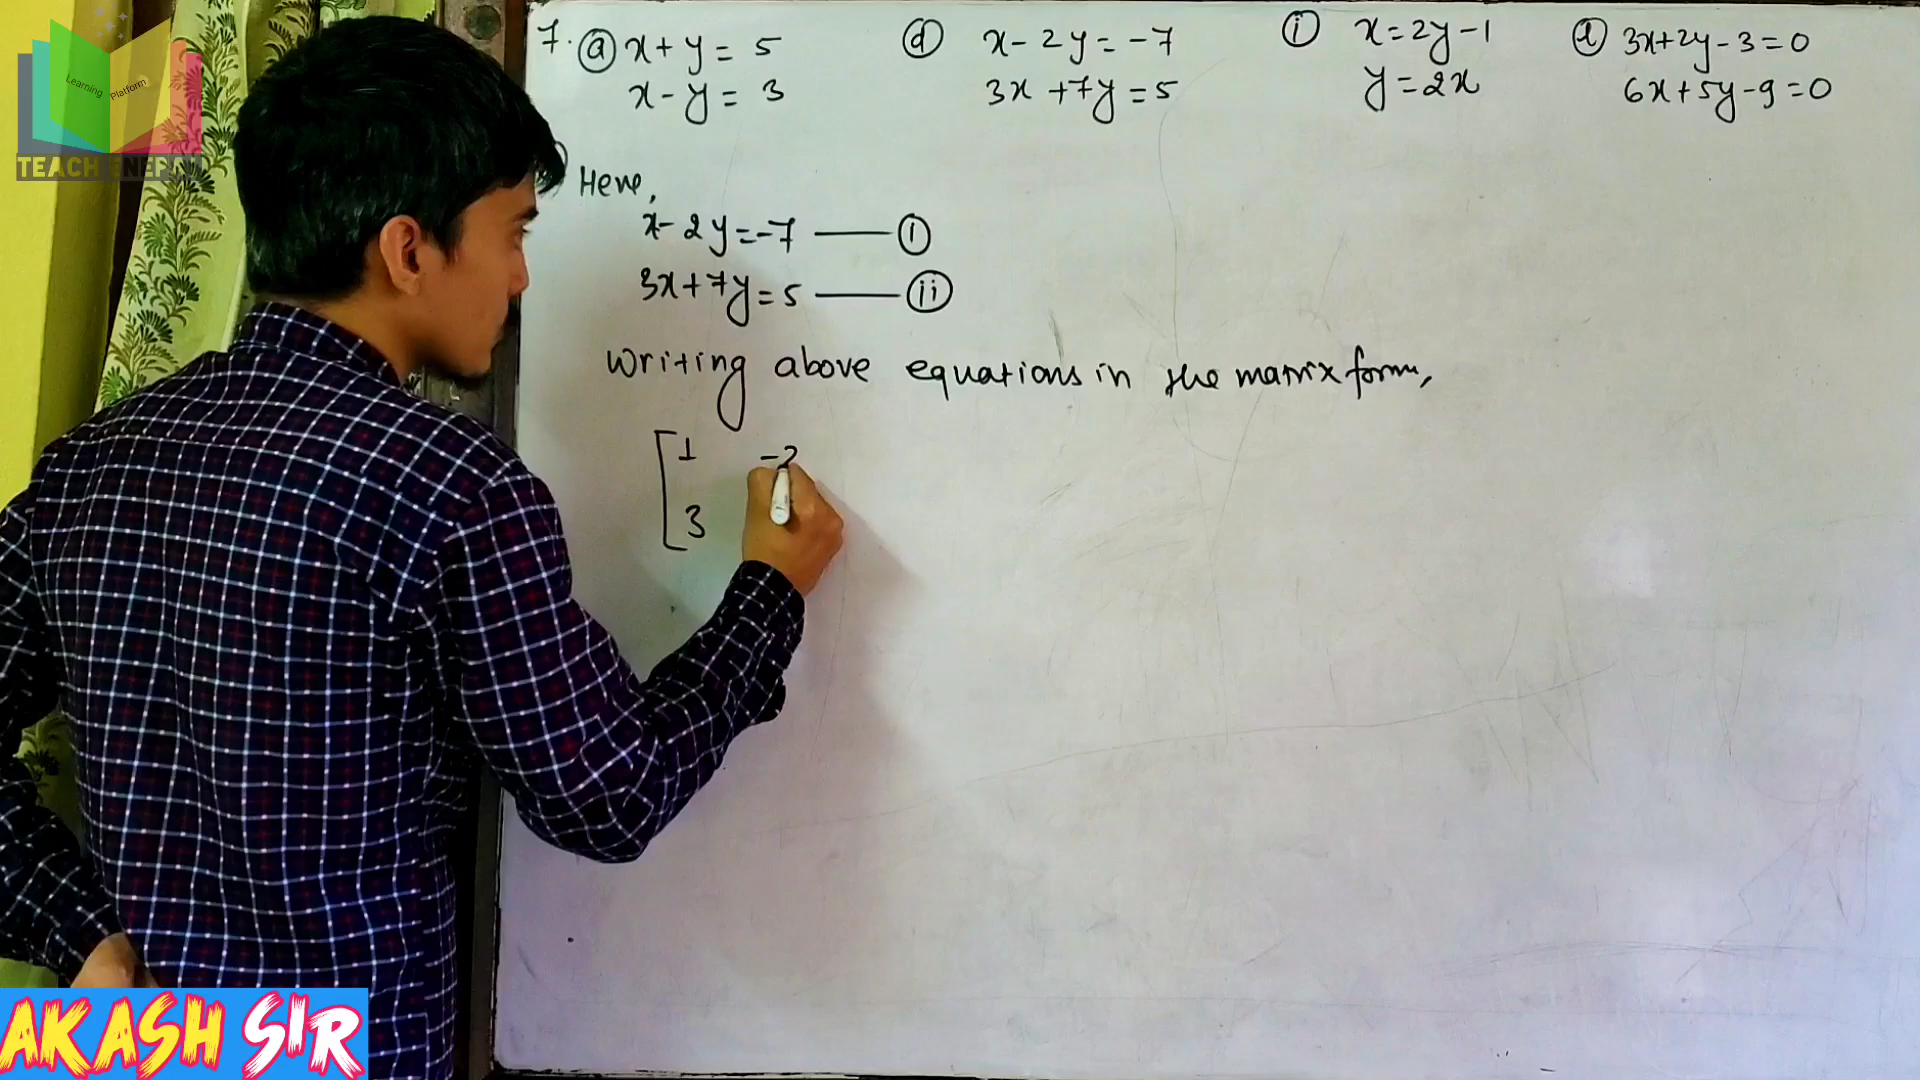 Learning Platform
TEACH ENER
7. ⓐ x + y = 5
x - y = 3
ⓓ x - 2y = -7
3x + 7y = 5
ⓘ x = 2y - 1
y = 2x
ⓛ 3x + 2y - 3 = 0
6x + 5y - 9 = 0
Here,
x - 2y = -7 —— ⓘ
3x + 7y = 5 —— (ii)
Writing above equations in the matrix form,
1 -2
3
AKASH SIR